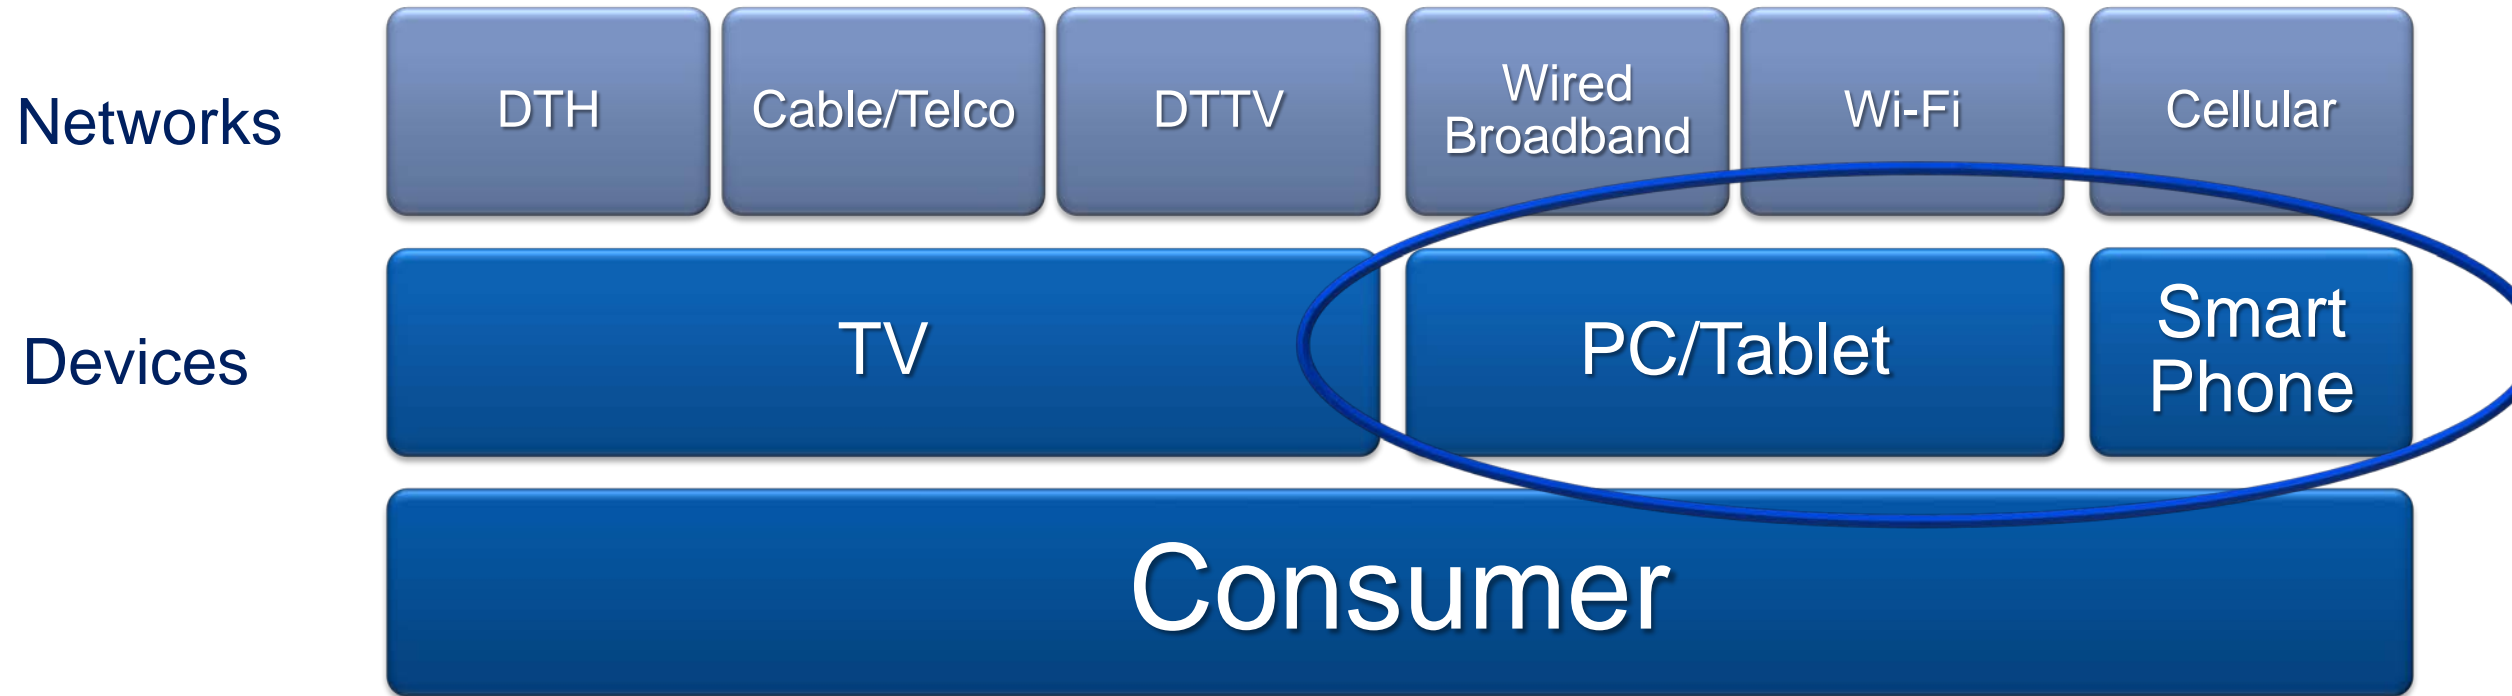 Networks
DTH
Cable/Telco
DTTV
Wired
Broadband
Wi-Fi
Cellular
Devices
TV
PC/Tablet
Smart
Phone
Consumer